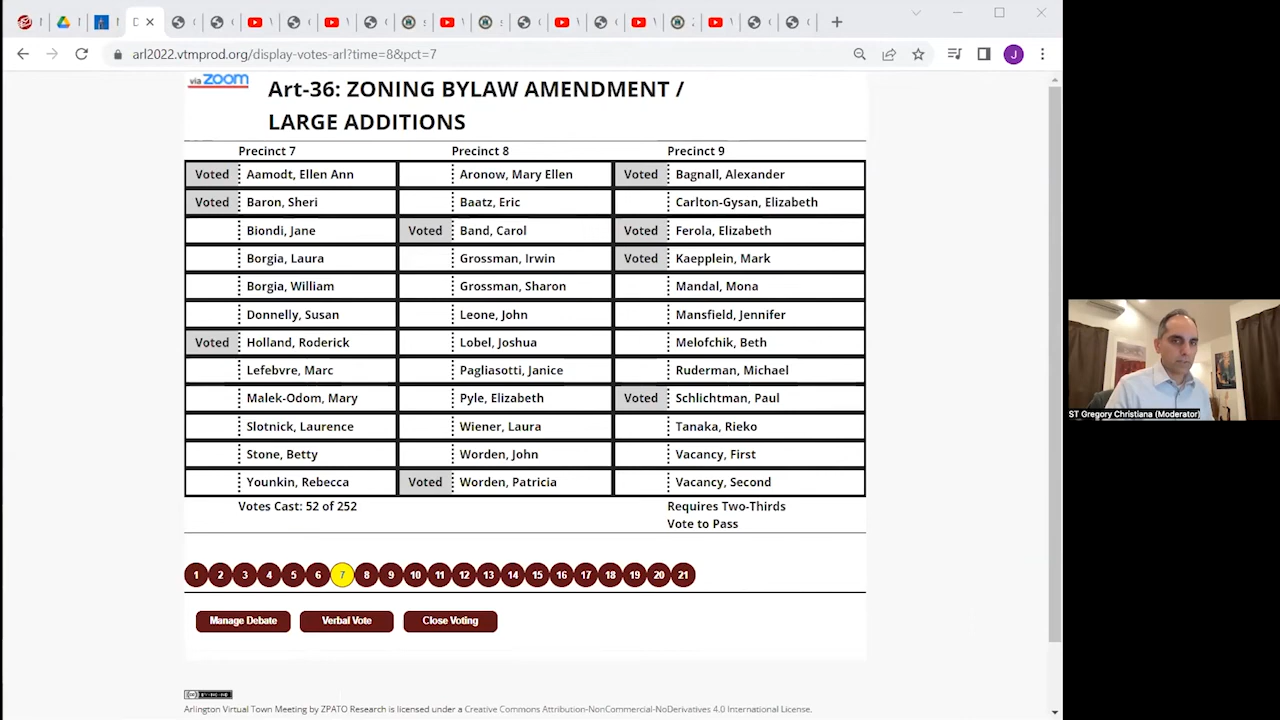 arl2022.vtmprod.org/display-votes-arl?time=8&pct=7
J
via zoom
Art-36: ZONING BYLAW AMENDMENT /
LARGE ADDITIONS
Precinct 7 Precinct 8 Precinct 9
Voted Aamodt, Ellen Ann Aronow, Mary Ellen Voted Bagnall, Alexander
Voted Baron, Sheri Baatz, Eric Carlton-Gysan, Elizabeth
Biondi, Jane Voted Band, Carol Voted Ferola, Elizabeth
Borgia, Laura Grossman, Irwin Voted Kaepplein, Mark
Borgia, William Grossman, Sharon Mandal, Mona
Donnelly, Susan Leone, John Mansfield, Jennifer
Voted Holland, Roderick Lobel, Joshua Melofchik, Beth
Lefebvre, Marc Pagliasotti, Janice Ruderman, Michael
Malek-Odom, Mary Pyle, Elizabeth Voted Schlichtman, Paul
Slotnick, Laurence Wiener, Laura Tanaka, Rieko
Stone, Betty Worden, John Vacancy, First
Younkin, Rebecca Voted Worden, Patricia Vacancy, Second
Votes Cast: 52 of 252 Requires Two-Thirds
Vote to Pass
1 2 3 4 5 6 7 8 9 10 11 12 13 14 15 16 17 18 19 20 21
Manage Debate Verbal Vote Close Voting
Arlington Virtual Town Meeting by ZPATO Research is licensed under a Creative Commons Attribution-NonCommercial-NoDerivatives 4.0 International License.
ST Gregory Christiana (Moderator)